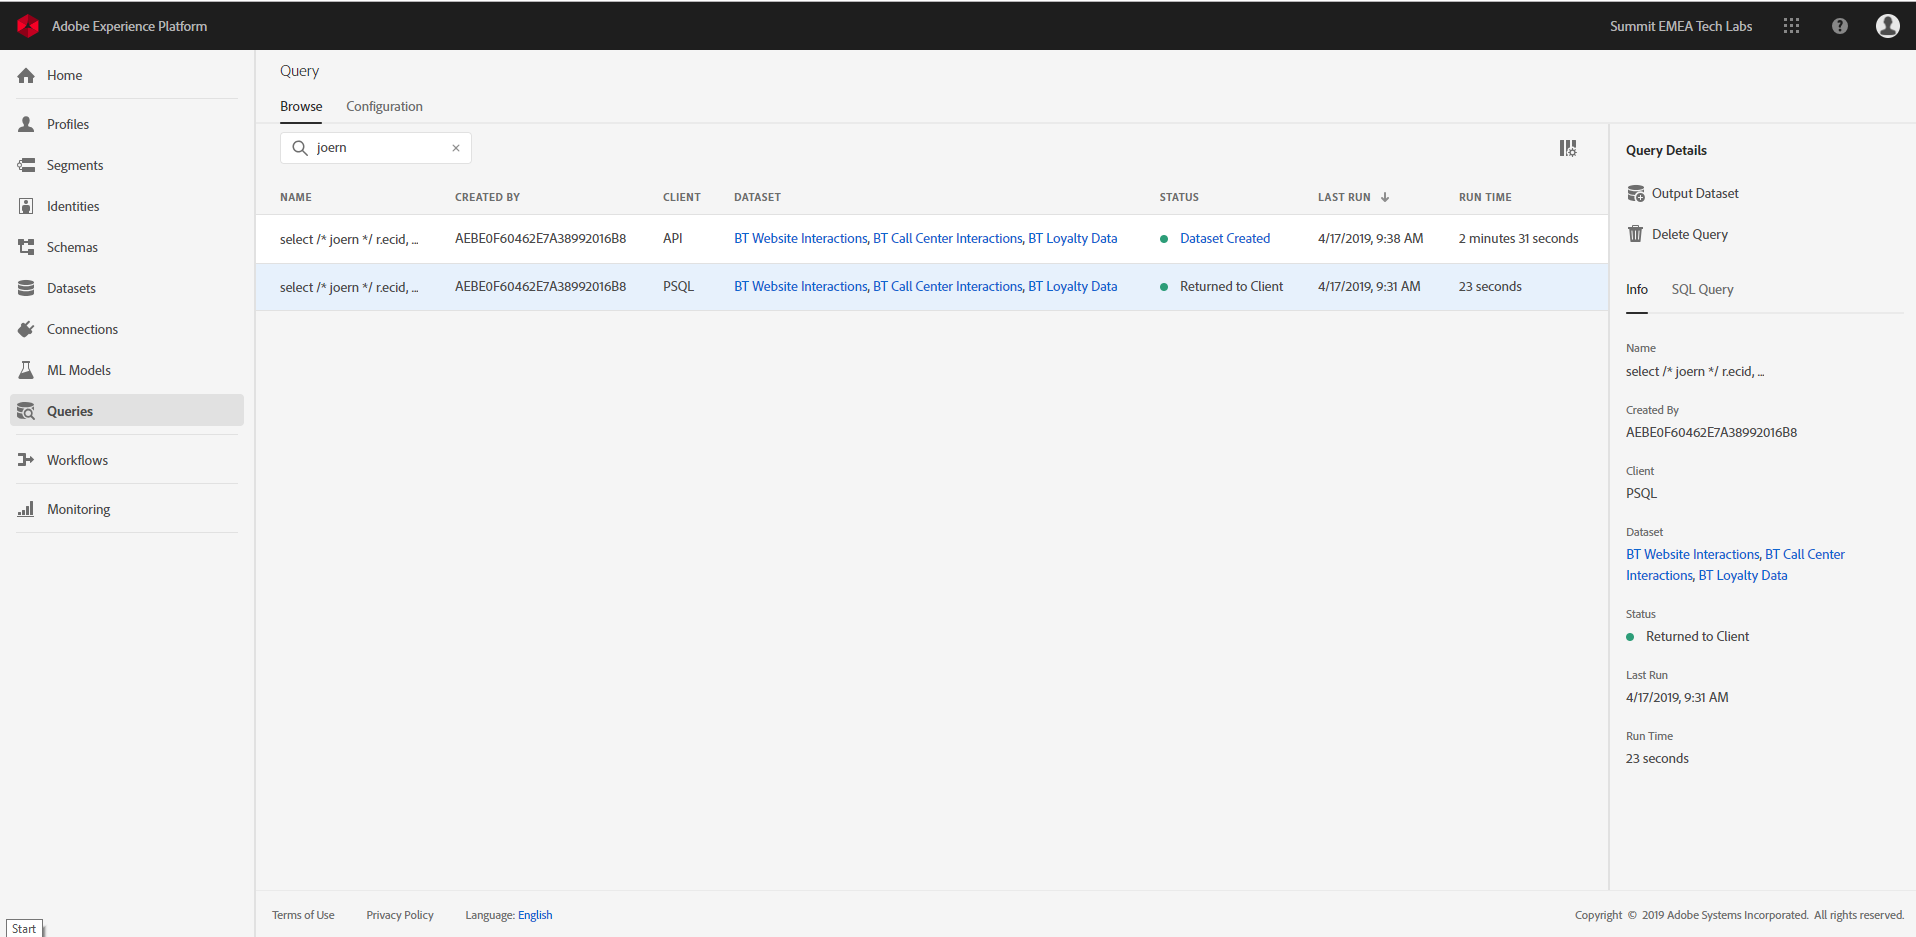 Adobe Experience Platform
Summit EMEA Tech Labs
Home
Profiles
Segments
Identities
Schemas
Datasets
Connections
ML Models
Queries
Workflows
Monitoring
Start
Query
Browse Configuration
joern
NAME CREATED BY CLIENT DATASET STATUS LAST RUN RUN TIME
select /* joern */ r.ecid, ... AEBE0F60462E7A38992016B8 API BT Website Interactions, BT Call Center Interactions, BT Loyalty Data Dataset Created 4/17/2019, 9:38 AM 2 minutes 31 seconds
select /* joern */ r.ecid, ... AEBE0F60462E7A38992016B8 PSQL BT Website Interactions, BT Call Center Interactions, BT Loyalty Data Returned to Client 4/17/2019, 9:31 AM 23 seconds
Query Details
Output Dataset
Delete Query
Info SQL Query
Name
select /* joern */ r.ecid, ...
Created By
AEBE0F60462E7A38992016B8
Client
PSQL
Dataset
BT Website Interactions, BT Call Center
Interactions, BT Loyalty Data
Status
Returned to Client
Last Run
4/17/2019, 9:31 AM
Run Time
23 seconds
Terms of Use Privacy Policy Language: English
Copyright © 2019 Adobe Systems Incorporated. All rights reserved.